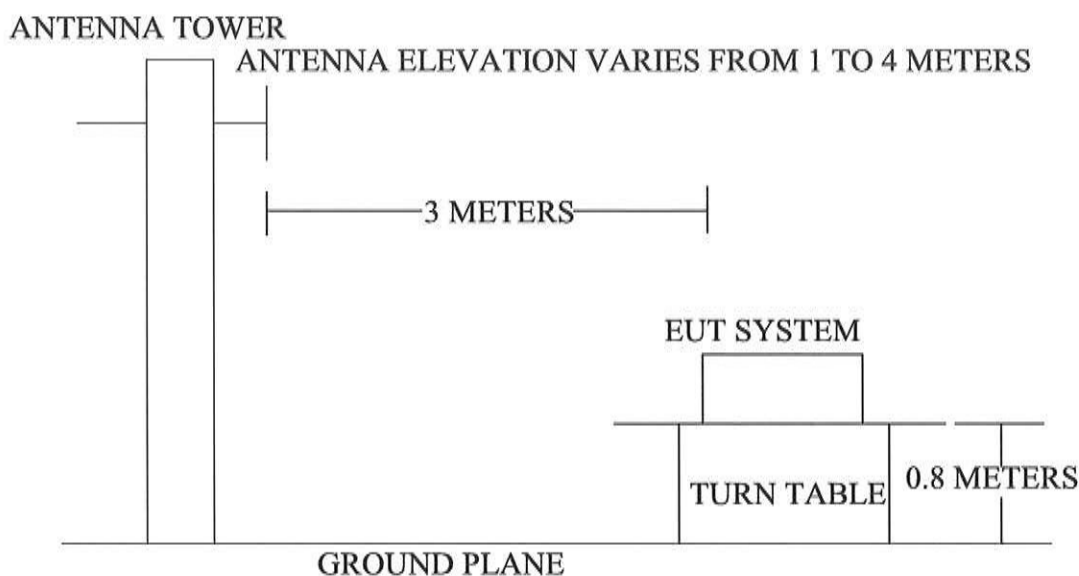 ANTENNA TOWER
ANTENNA ELEVATION VARIES FROM 1 TO 4 METERS
3 METERS
EUT SYSTEM
0.8 METERS
TURN TABLE
GROUND PLANE